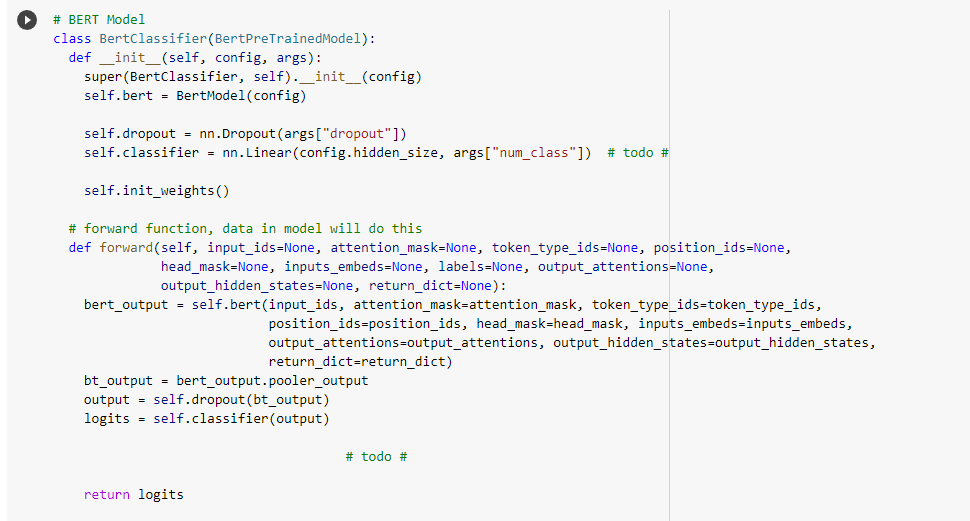 # BERT Model
class BertClassifier(BertPreTrainedModel):
  def __init__(self, config, args):
    super(BertClassifier, self).__init__(config)
    self.bert = BertModel(config)

    self.dropout = nn.Dropout(args["dropout"])
    self.classifier = nn.Linear(config.hidden_size, args["num_class"])  # todo #

    self.init_weights()

  # forward function, data in model will do this
  def forward(self, input_ids=None, attention_mask=None, token_type_ids=None, position_ids=None,
              head_mask=None, inputs_embeds=None, labels=None, output_attentions=None,
              output_hidden_states=None, return_dict=None):
    bert_output = self.bert(input_ids, attention_mask=attention_mask, token_type_ids=token_type_ids,
                            position_ids=position_ids, head_mask=head_mask, inputs_embeds=inputs_embeds,
                            output_attentions=output_attentions, output_hidden_states=output_hidden_states,
                            return_dict=return_dict)
    bt_output = bert_output.pooler_output
    output = self.dropout(bt_output)
    logits = self.classifier(output)

                                      # todo #

    return logits